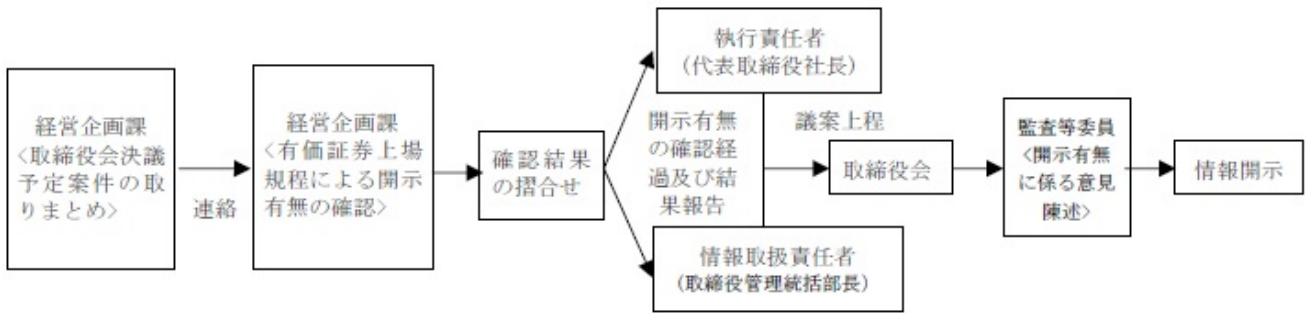 経営企画課
<取締役会決議
予定案件の取
りまとめ>
連絡
経営企画課
<有価証券上場
規程による開示
有無の確認>
確認結果
の摺合せ
執行責任者
(代表取締役社長)
開示有無
の確認経
過及び結
果報告
情報取扱責任者
(取締役管理統括部長)
議案上程
取締役会
監査等委員
<開示有無
に係る意見
陳述>
情報開示